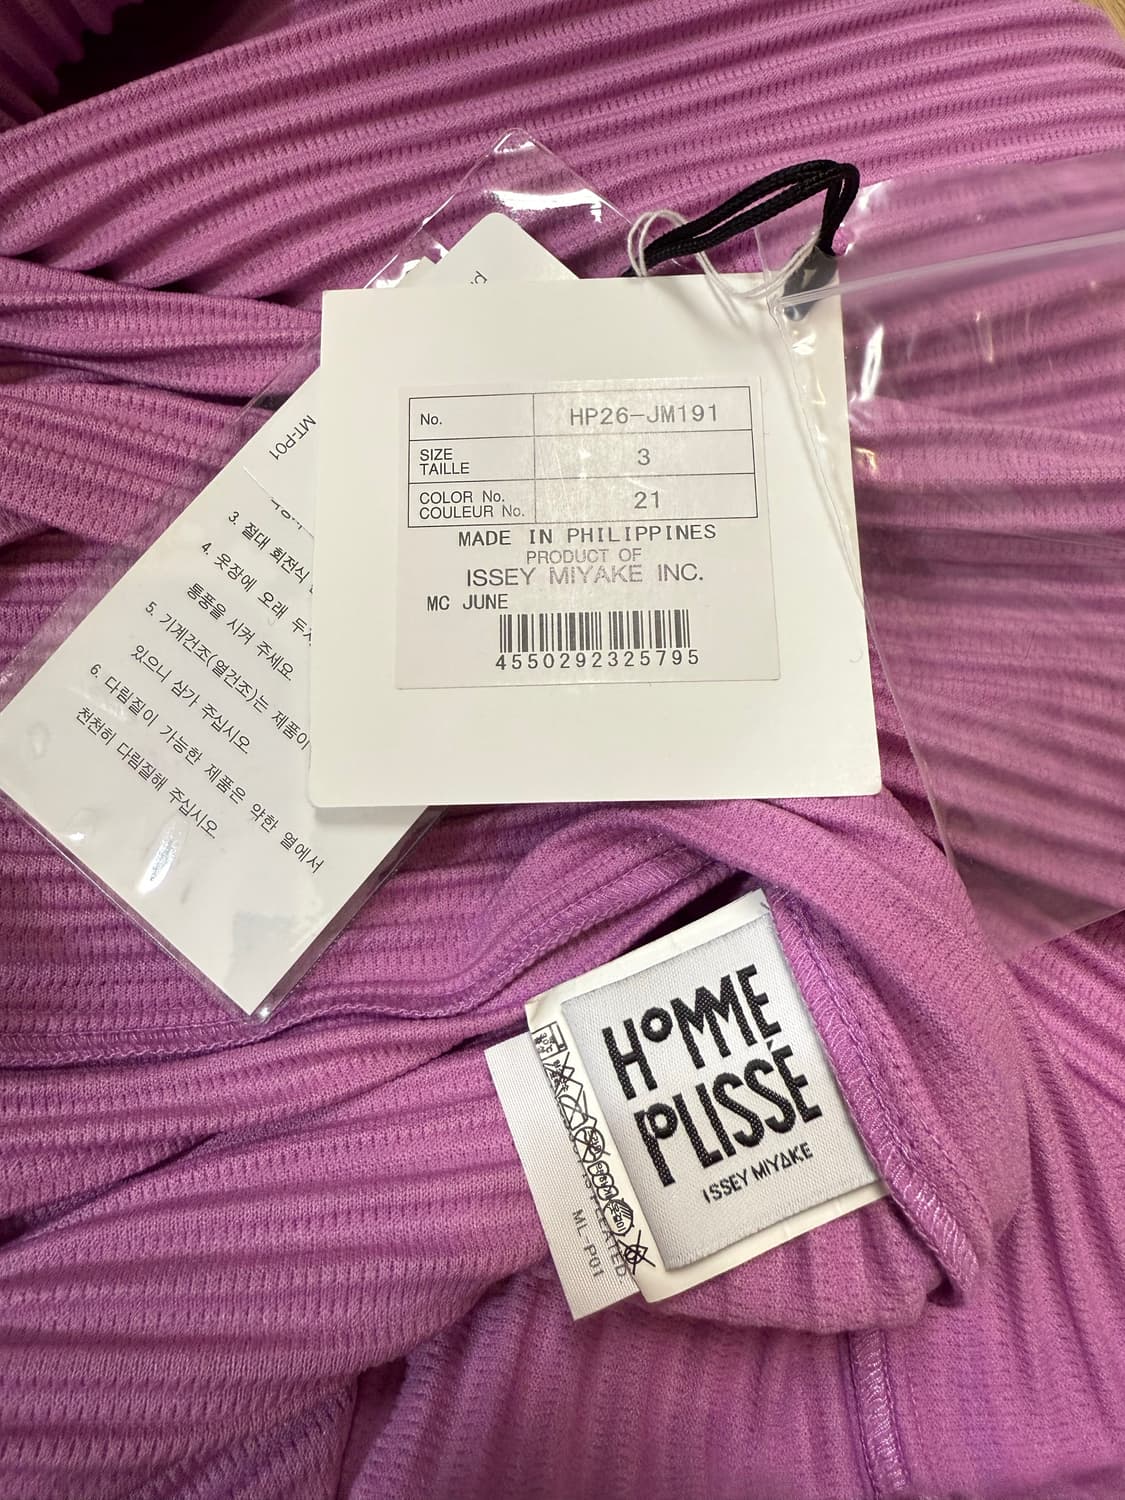 No. HP26-JM191
SIZE
TAILLE 3
COLOR No.
COULEUR No. 21
MADE IN PHILIPPINES
PRODUCT OF
ISSEY MIYAKE INC.
MC JUNE
4550292325795
MT-P01
3. 절대 회전식
4. 옷장에 오래
통풍을 시켜 주세요
5. 기계건조(열건조)는 제품이
있으니 삼가 주십시오
6. 다림질이 가능한 제품은 약한 열에서
천천히 다림질해 주십시오
HOMME
PLISSÉ
ISSEY MIYAKE
ML-P01